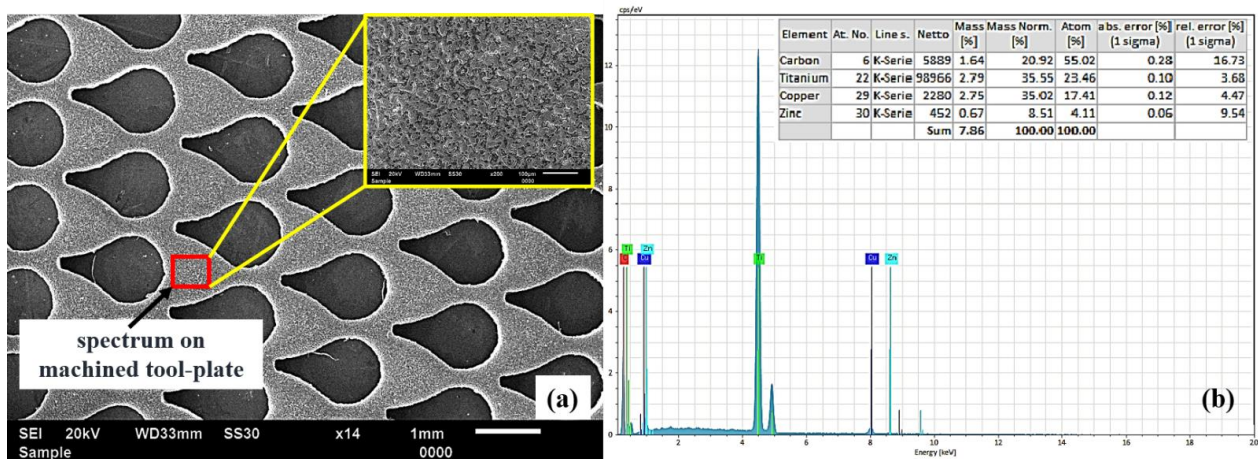 SEI 20kV WD33mm SS30 x200 100µm
Sample 0000
spectrum on
machined tool-plate
(a)
SEI 20kV WD33mm SS30 x14 1mm
Sample 0000
cps/eV
Element At. No. Line s. Netto Mass [%] Mass Norm. [%] Atom [%] abs. error [%] (1 sigma) rel. error [%] (1 sigma)
Carbon 6 K-Serie 5889 1.64 20.92 55.02 0.28 16.73
Titanium 22 K-Serie 98966 2.79 35.55 23.46 0.10 3.68
Copper 29 K-Serie 2280 2.75 35.02 17.41 0.12 4.47
Zinc 30 K-Serie 452 0.67 8.51 4.11 0.06 9.54
Sum 7.86 100.00 100.00
12
10
8
6
4
2
0
Ti Zn
C Cu
Ti
Cu Zn
(b)
2 4 6 8 10 12 14 16 18 20
Energy [keV]